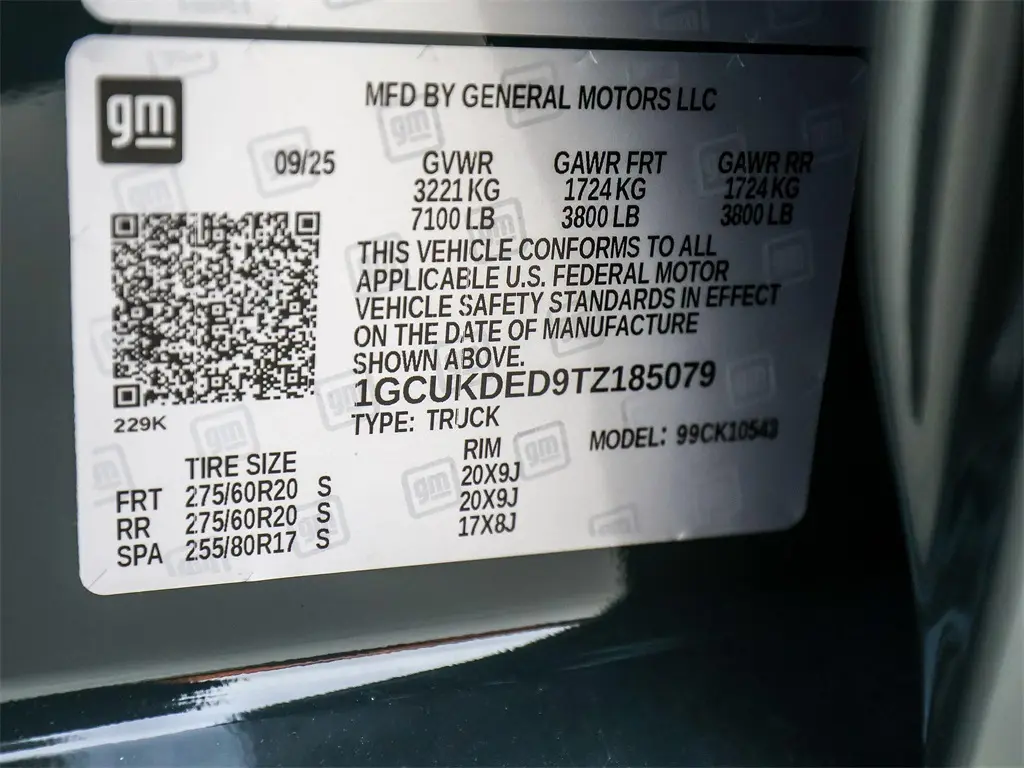 gm
MFD BY GENERAL MOTORS LLC
09/25 GVWR GAWR FRT GAWR RR
3221 KG 1724 KG 1724 KG
7100 LB 3800 LB 3800 LB
THIS VEHICLE CONFORMS TO ALL
APPLICABLE U.S. FEDERAL MOTOR
VEHICLE SAFETY STANDARDS IN EFFECT
ON THE DATE OF MANUFACTURE
SHOWN ABOVE.
1GCUKDED9TZ185079
229K
TYPE: TRUCK
MODEL: 99CK10543
TIRE SIZE RIM
FRT 275/60R20 S 20X9J
RR 275/60R20 S 20X9J
SPA 255/80R17 S 17X8J